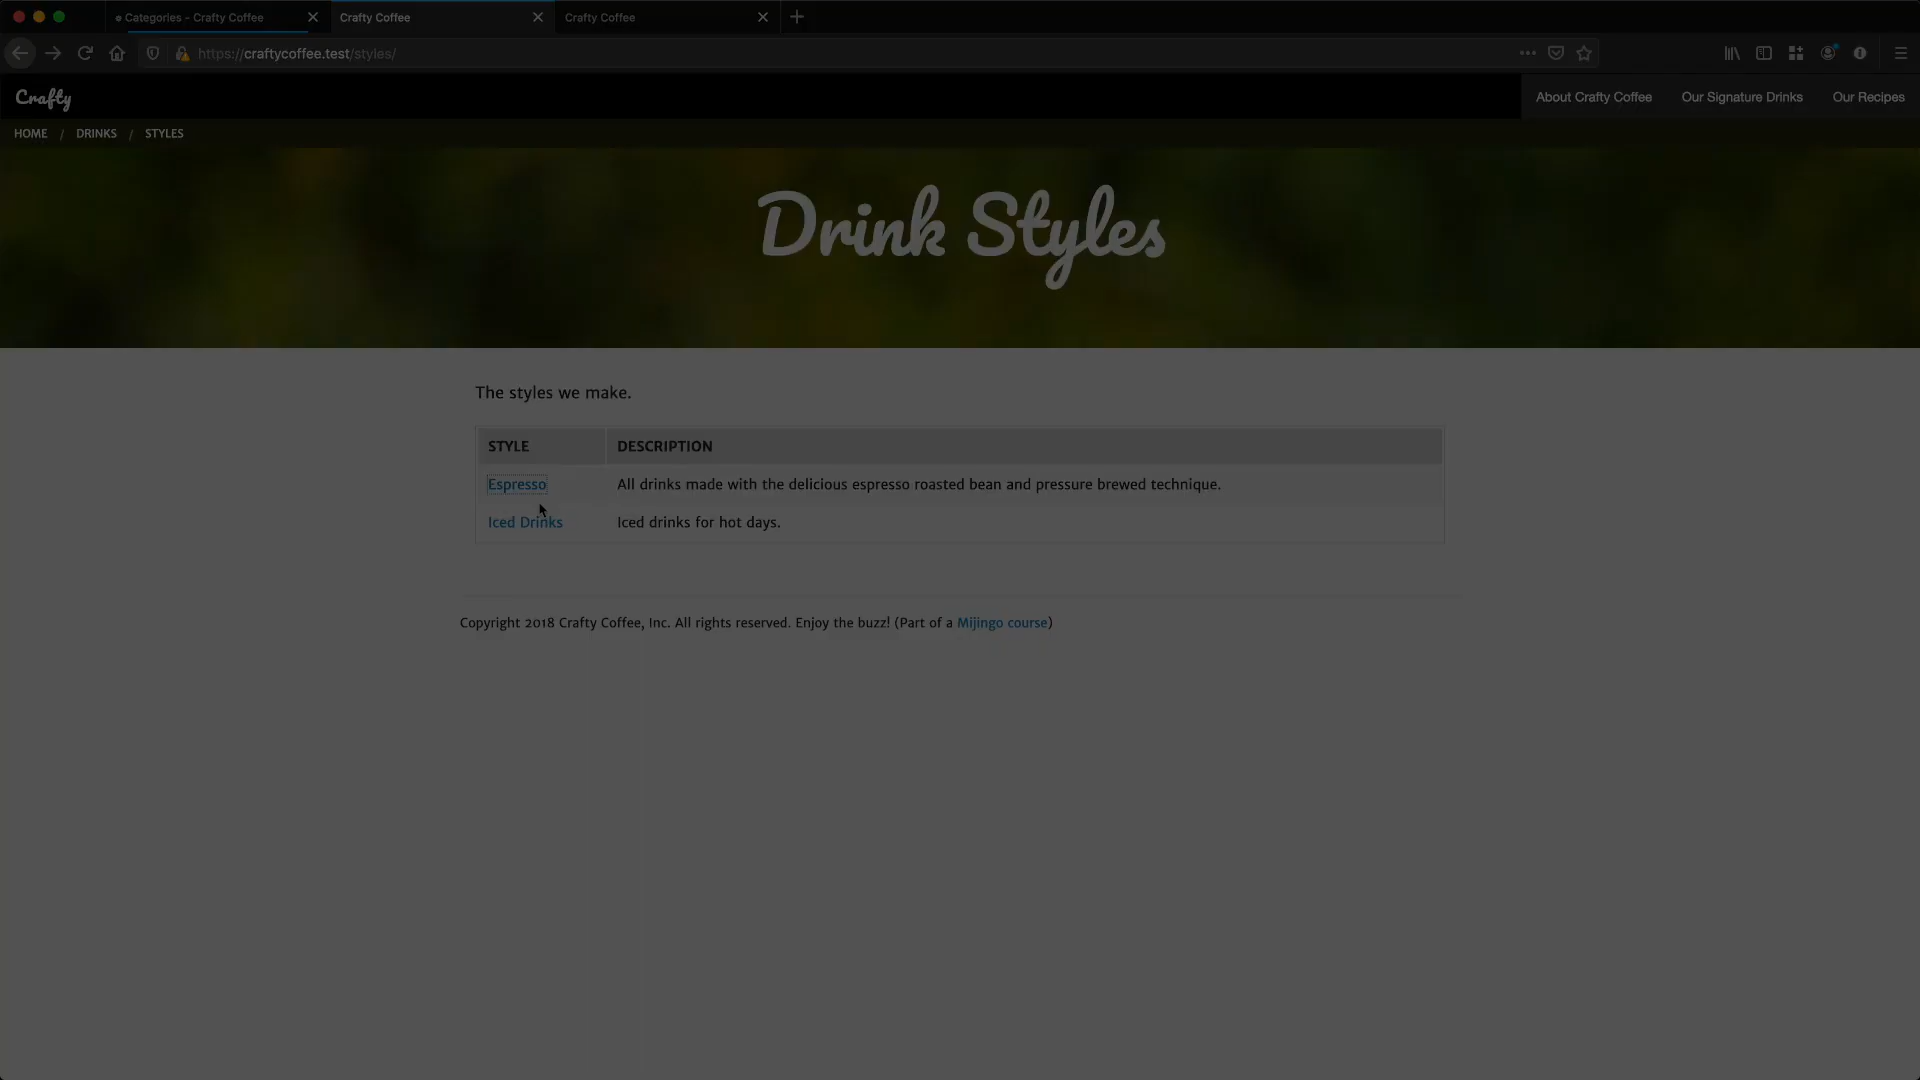 Categories - Crafty Coffee
Crafty Coffee
Crafty Coffee
https://craftycoffee.test/styles/
Crafty
About Crafty Coffee
Our Signature Drinks
Our Recipes
HOME / DRINKS / STYLES
Drink Styles
The styles we make.
STYLE DESCRIPTION
Espresso All drinks made with the delicious espresso roasted bean and pressure brewed technique.
Iced Drinks Iced drinks for hot days.
Copyright 2018 Crafty Coffee, Inc. All rights reserved. Enjoy the buzz! (Part of a Mijingo course)